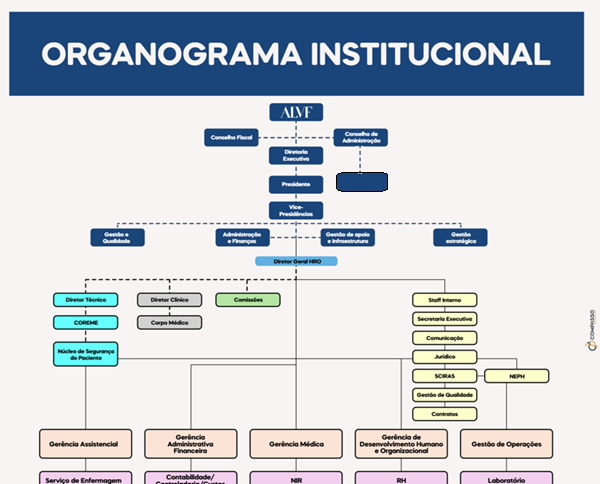 ORGANOGRAMA INSTITUCIONAL
ALVF
Conselho Fiscal
Conselho de
Administração
Diretoria
Executiva
Presidente
Vice-
Presidências
Gestão e
Qualidade
Administração
e Finanças
Gestão de apoio
e Infraestrutura
Gestão
estratégica
Diretor Geral HRO
Diretor Técnico
Diretor Clínico
Comissões
Staff Interno
COREME
Corpo Médico
Secretaria Executiva
Comunicação
Núcleo de Segurança
do Paciente
Jurídico
SCIRAS
NEPH
Gestão de Qualidade
Contratos
COMPASSO
Gerência Assistencial
Gerência
Administrativa
Financeira
Gerência Médica
Gerência de
Desenvolvimento Humano
e Organizacional
Gestão de Operações
Serviço de Enfermagem
Contabilidade/
NIR
RH
Laboratório